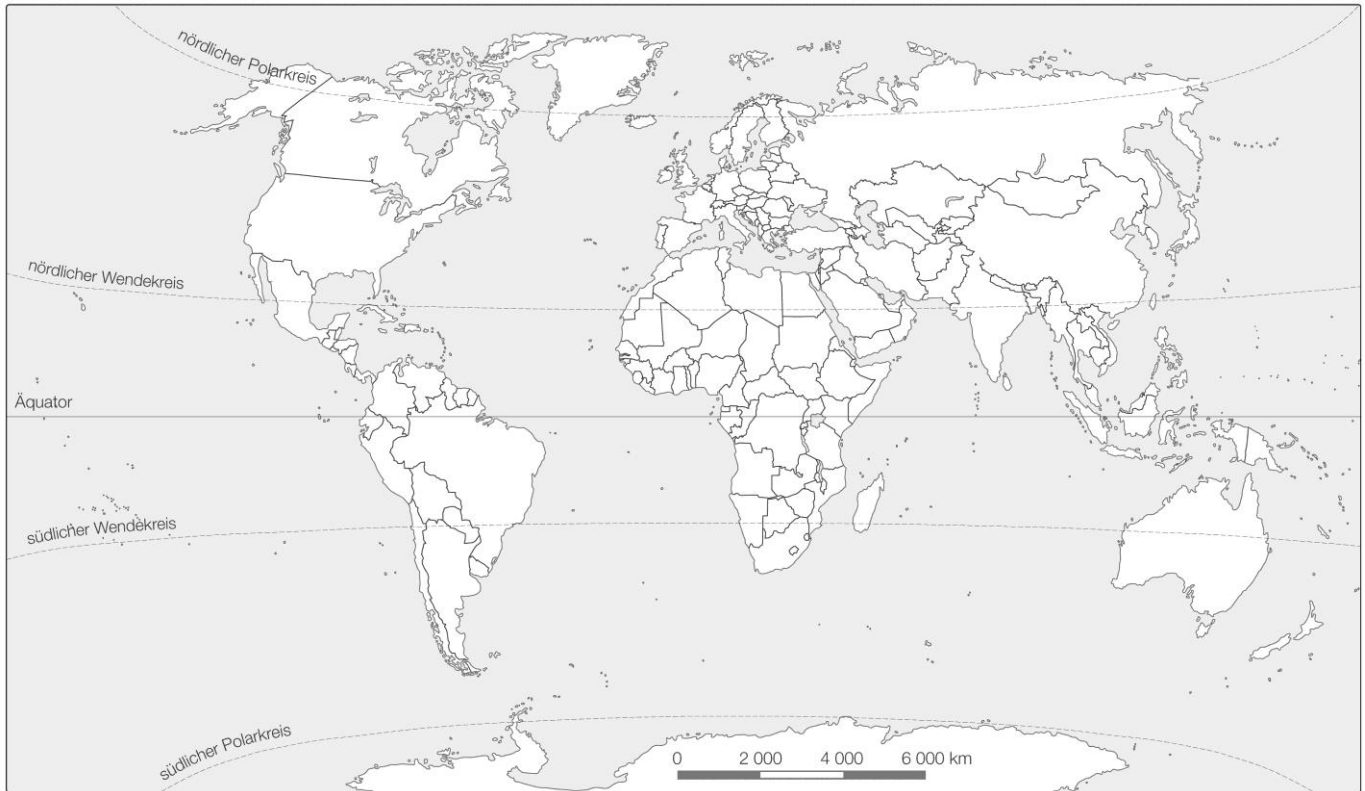 nördlicher Polarkreis
nördlicher Wendekreis
Äquator
südlicher Wendekreis
südlicher Polarkreis
0 2 000 4 000 6 000 km